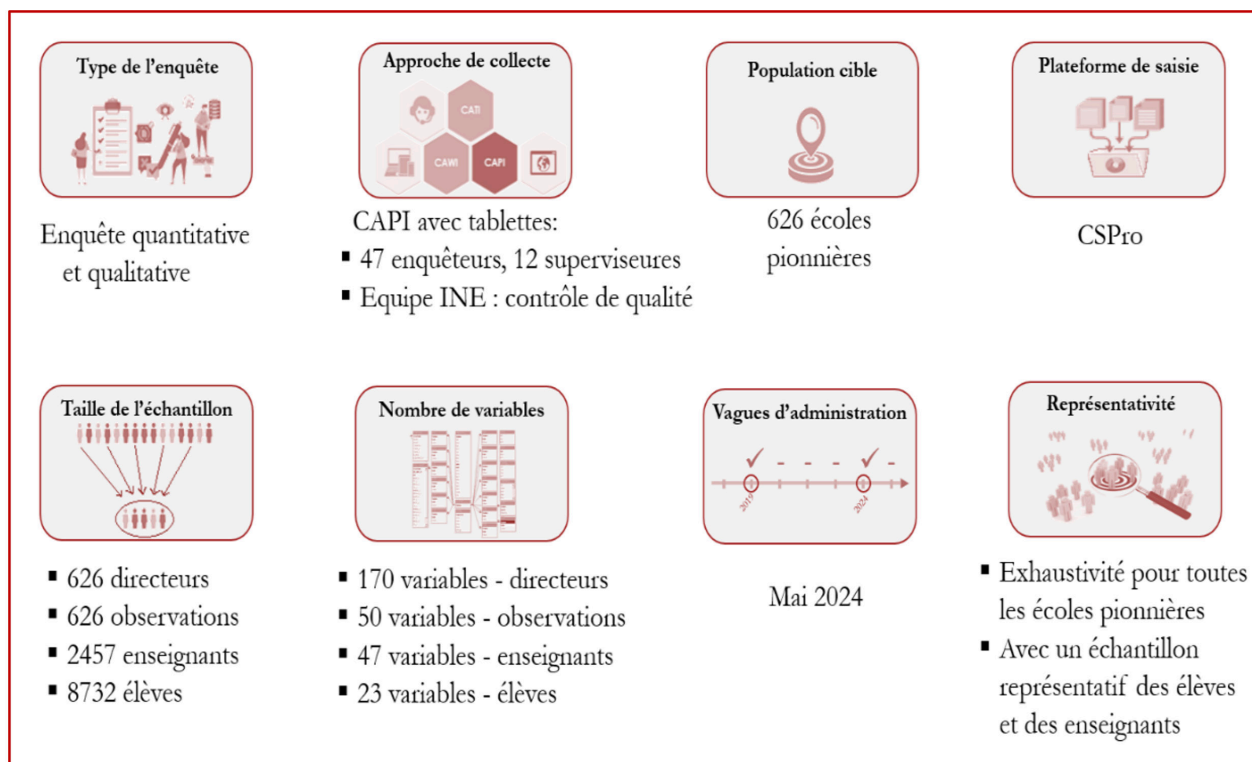 Type de l'enquête
Enquête quantitative
et qualitative
Approche de collecte
CATI
CAWI
CAPI
CAPI avec tablettes:
▪ 47 enquêteurs, 12 superviseures
▪ Equipe INE : contrôle de qualité
Population cible
626 écoles
pionnières
Plateforme de saisie
CSPro
Taille de l'échantillon
▪ 626 directeurs
▪ 626 observations
▪ 2457 enseignants
▪ 8732 élèves
Nombre de variables
▪ 170 variables - directeurs
▪ 50 variables - observations
▪ 47 variables - enseignants
▪ 23 variables - élèves
Vagues d'administration
2019
2024
Mai 2024
Représentativité
▪ Exhaustivité pour toutes
les écoles pionnières
▪ Avec un échantillon
représentatif des élèves
et des enseignants